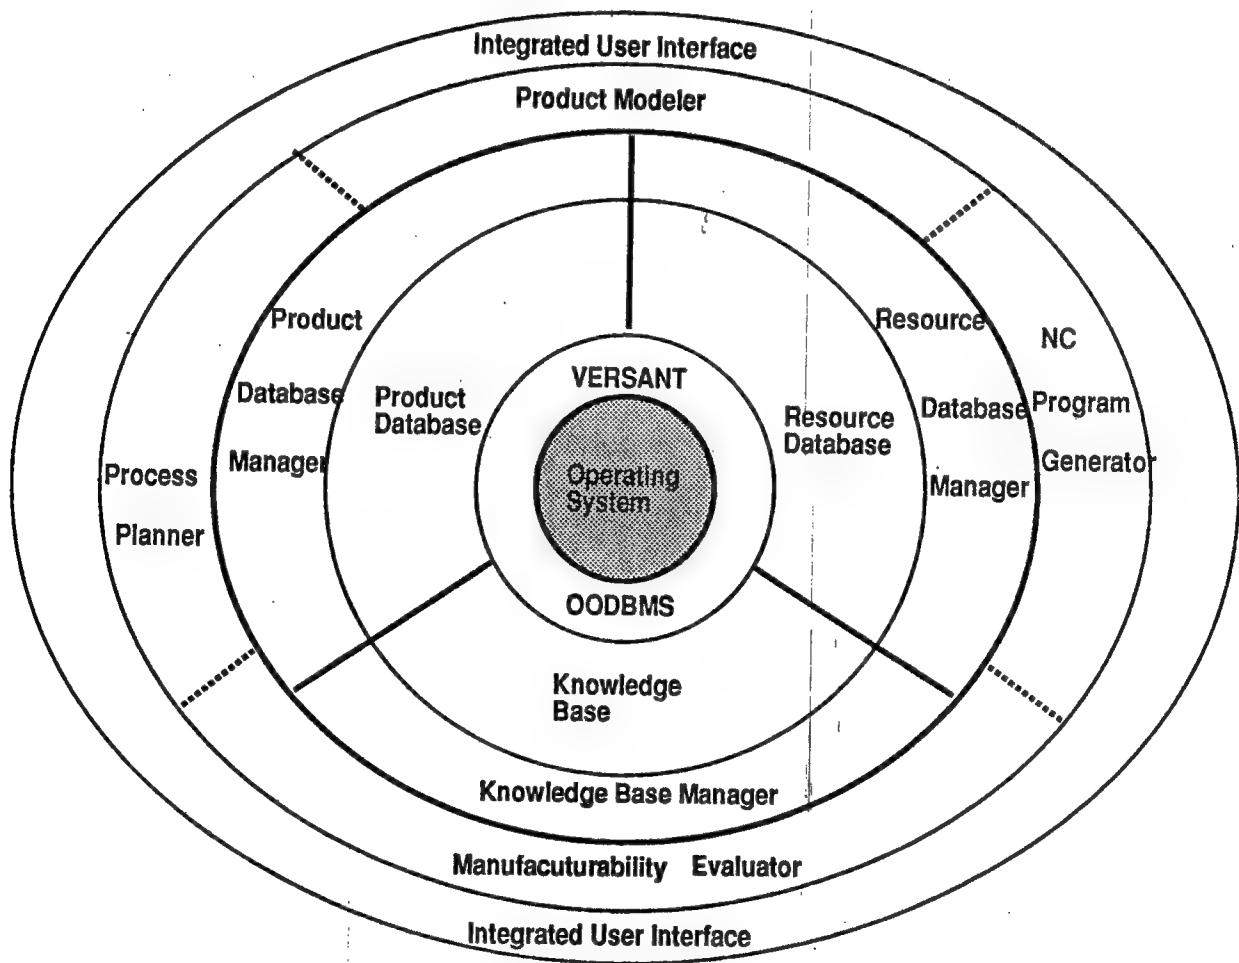 Integrated User Interface
Product Modeler
Product
Database
Manager
Product
Database
VERSANT
Operating
System
OODBMS
Resource
Database
Resource
Database
Manager
NC
Program
Generator
Process
Planner
Knowledge
Base
Knowledge Base Manager
Manufacuturability Evaluator
Integrated User Interface